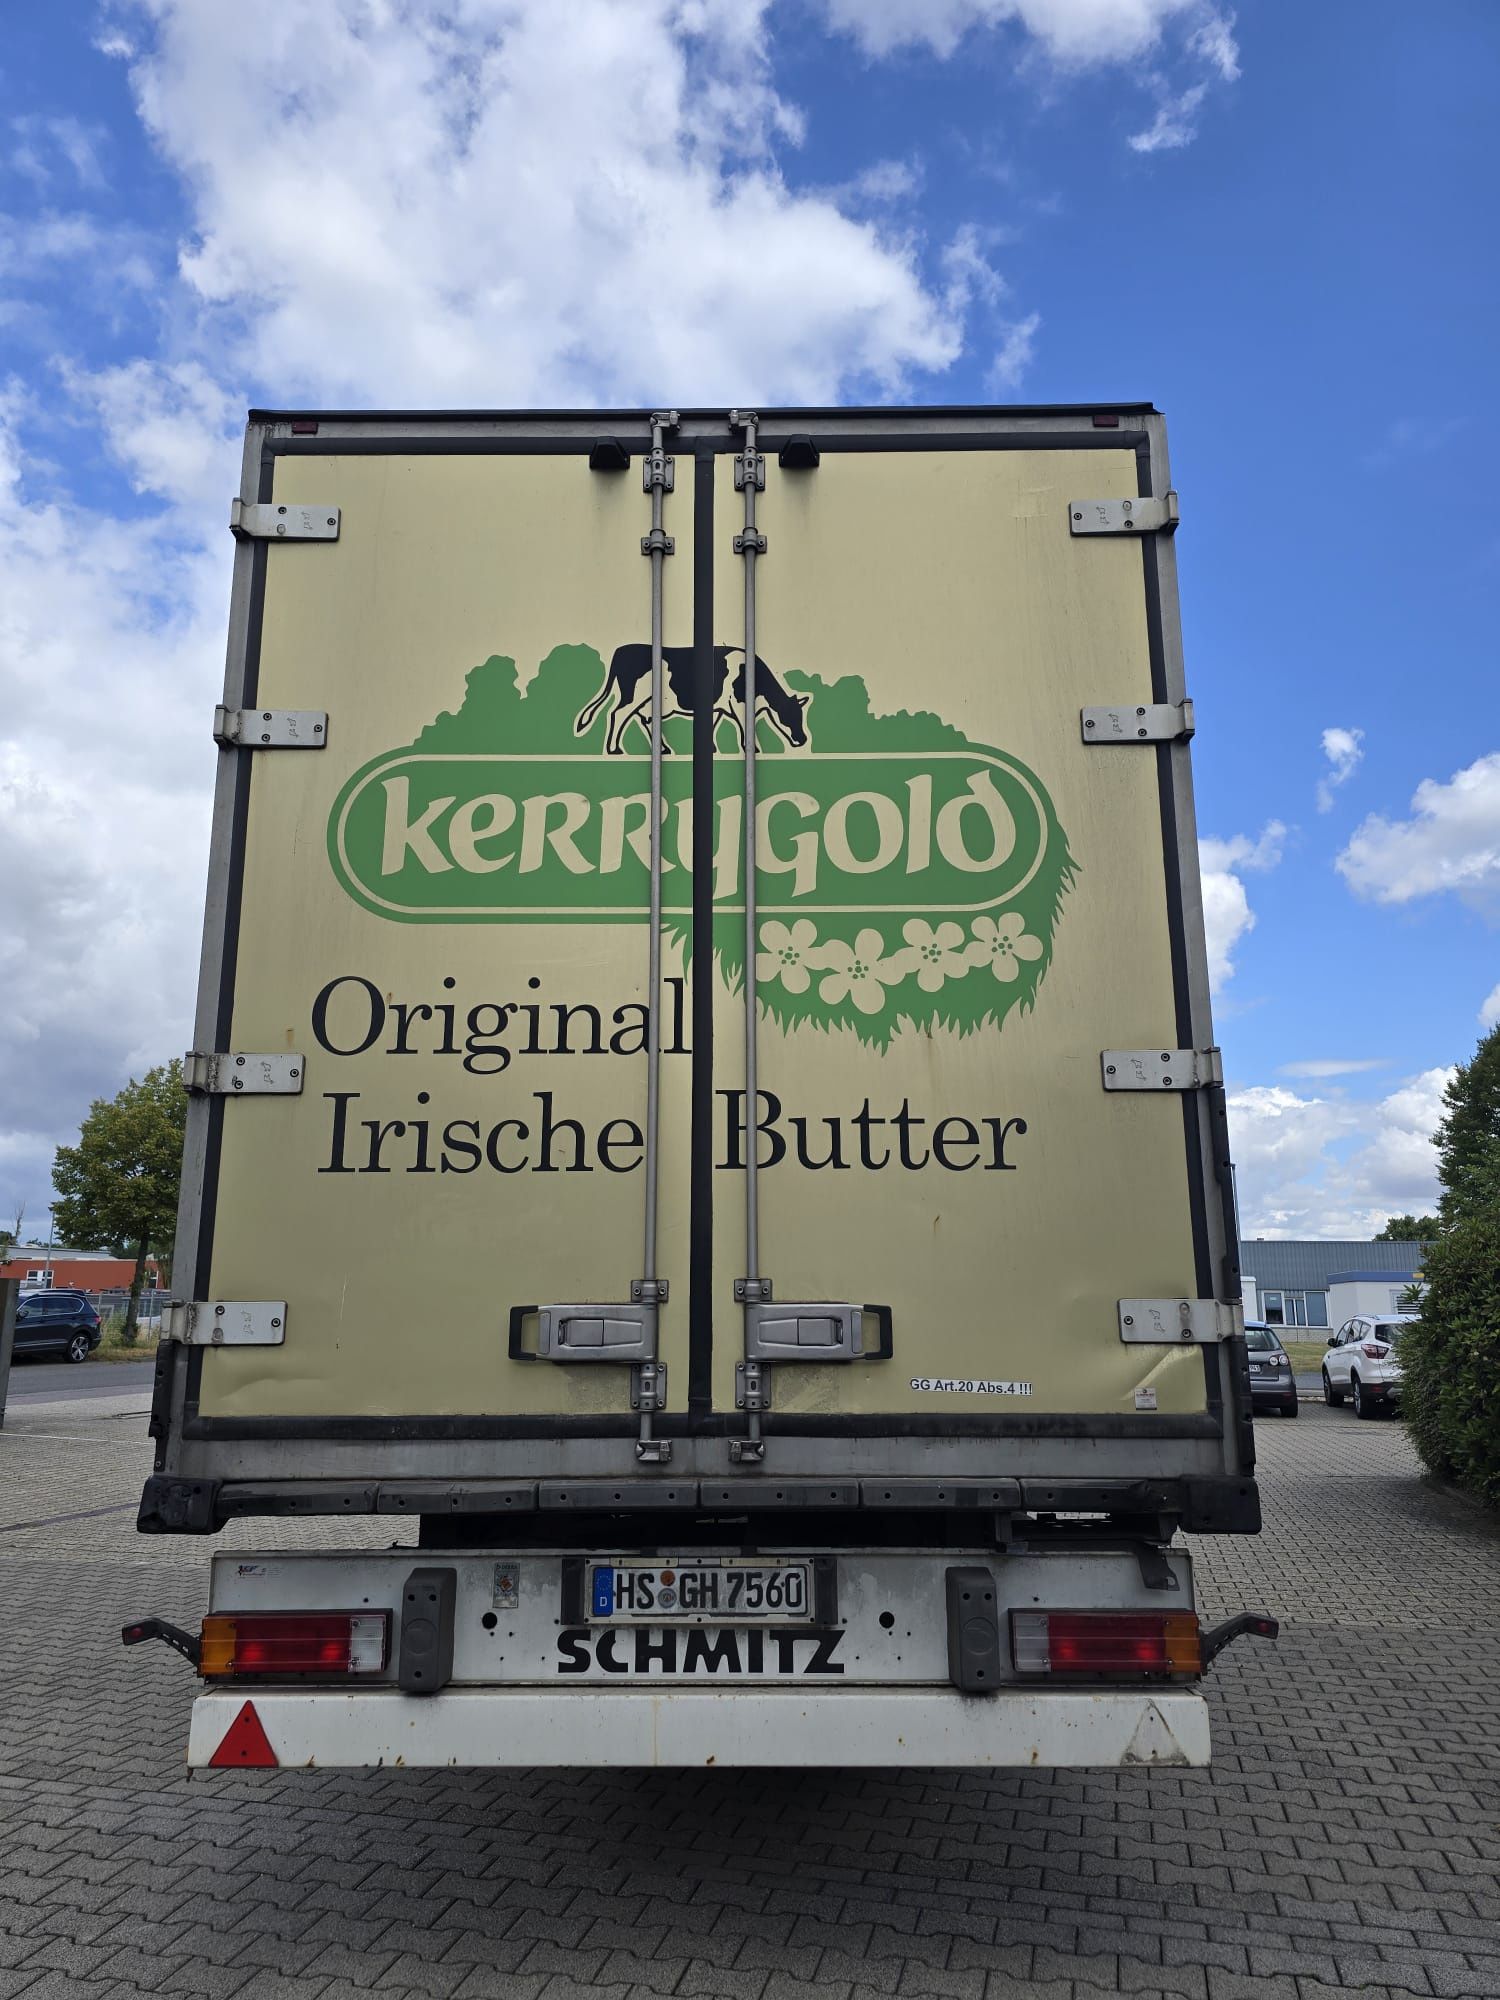 kerrygold
Original
Irische Butter
GG Art.20 Abs.4 !!!
D
HS GH 7560
SCHMITZ